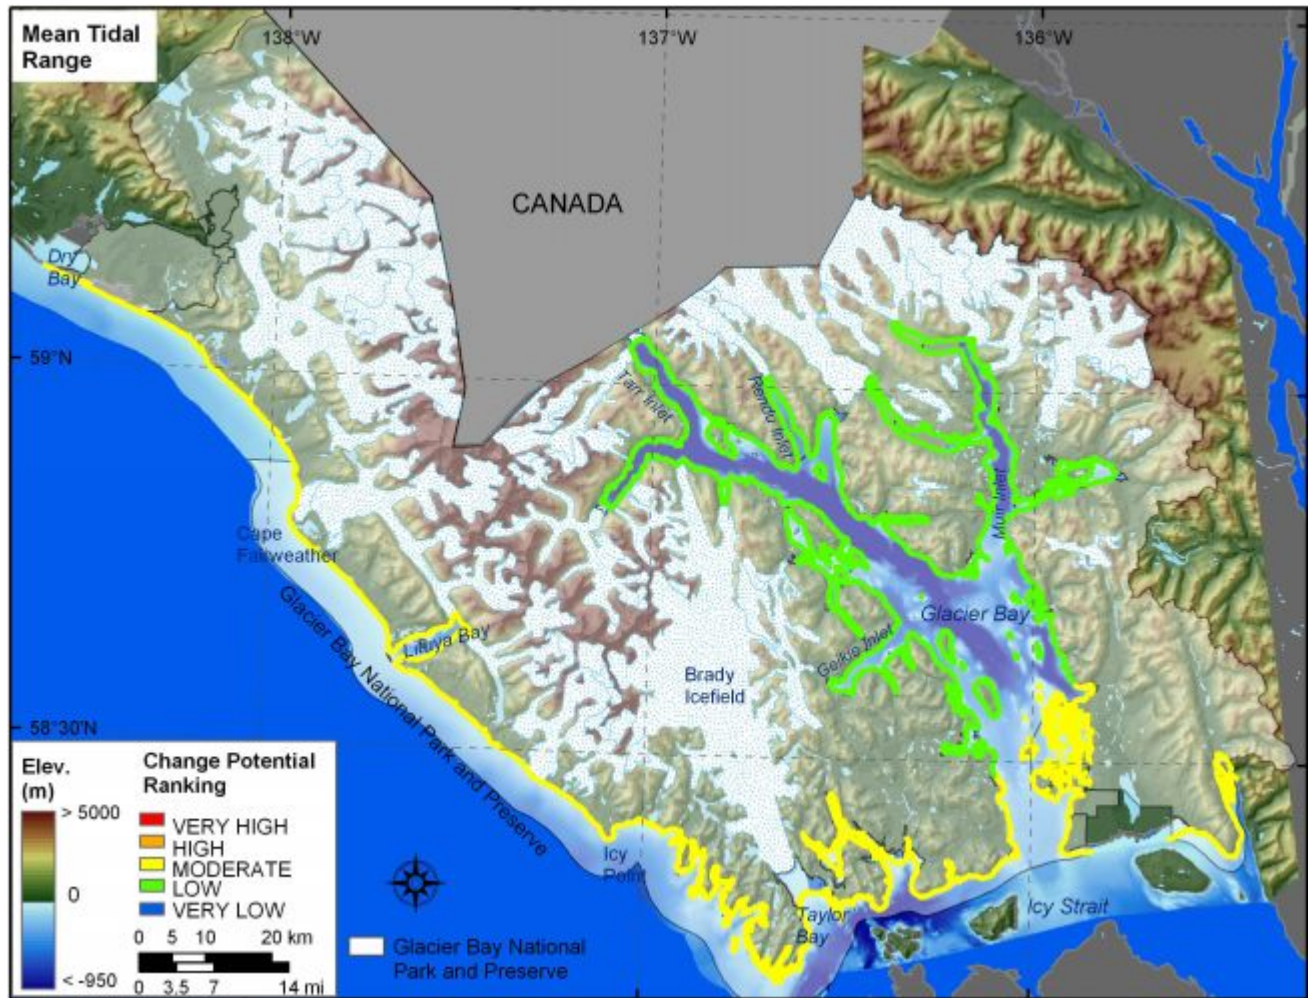 Mean Tidal
Range
138°W
137°W
136°W
CANADA
Dry
Bay
59°N
Tarr Inlet
Rendu Inlet
Muir Inlet
Cape
Fairweather
Glacier Bay
Lituya Bay
Geikie Inlet
Brady
Icefield
Glacier Bay National Park and Preserve
58°30'N
Icy
Point
Taylor
Bay
Icy Strait
Elev.
(m)
> 5000
0
< -950
Change Potential
Ranking
VERY HIGH
HIGH
MODERATE
LOW
VERY LOW
0 5 10 20 km
0 3.5 7 14 mi
Glacier Bay National
Park and Preserve